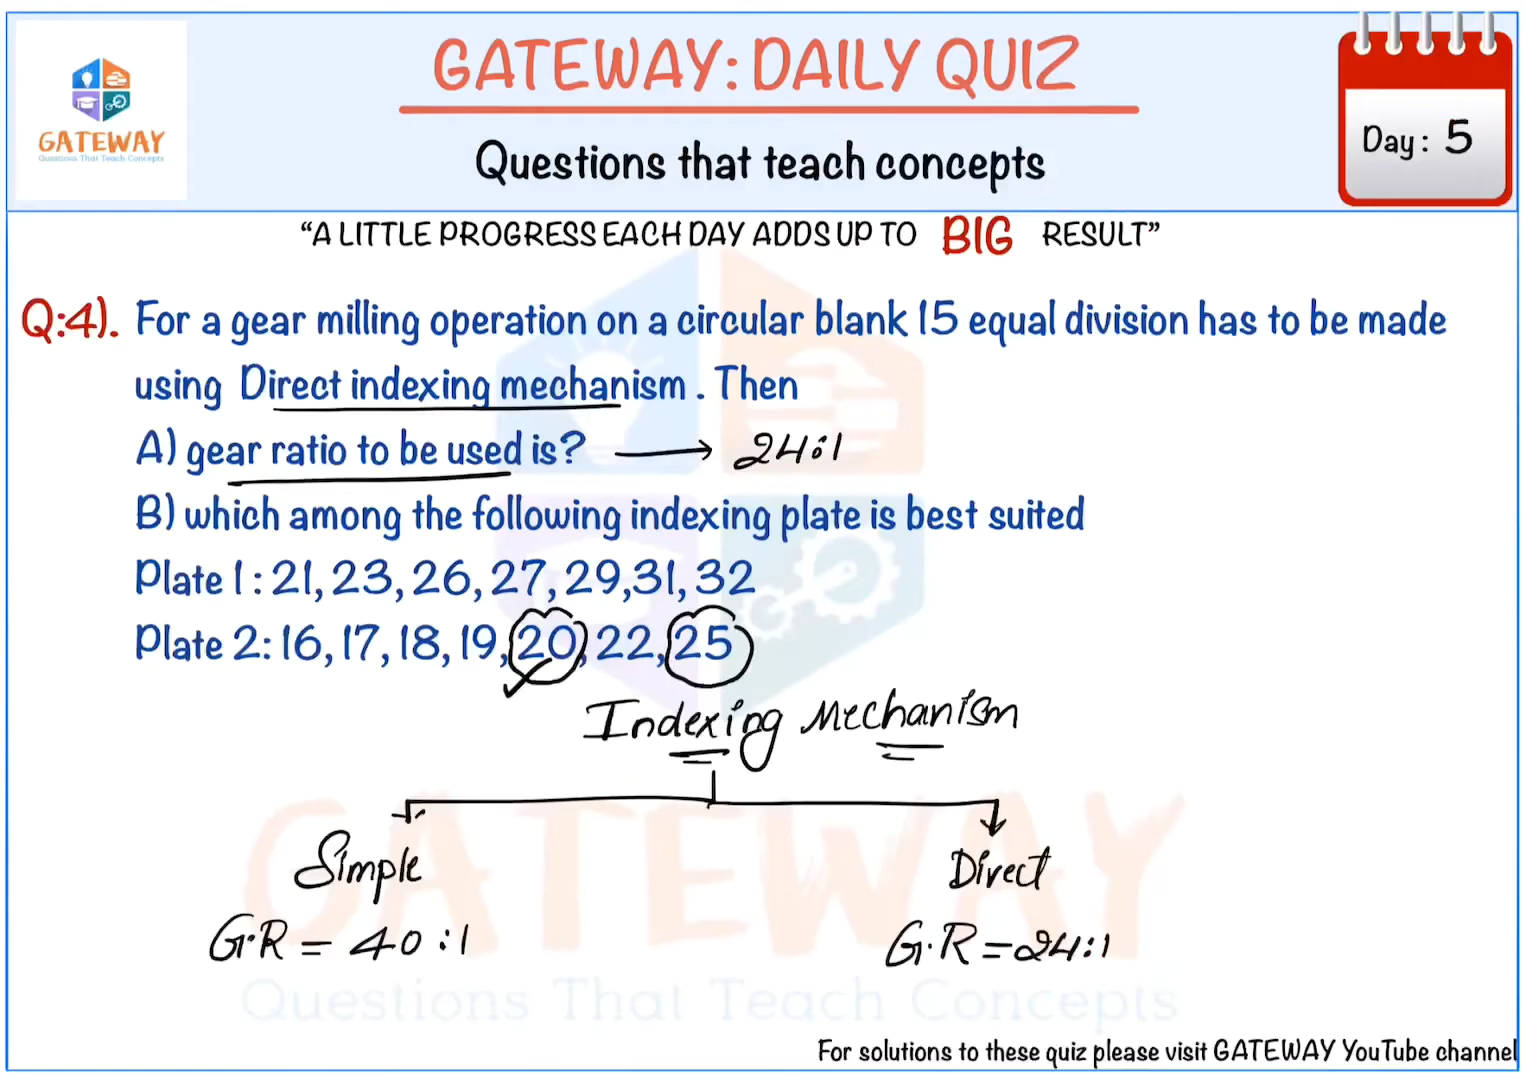 GATEWAY: DAILY QUIZ
Questions that teach concepts
GATEWAY
Questions That Teach Concepts
Day: 5
“A LITTLE PROGRESS EACH DAY ADDS UP TO BIG RESULT”
Q:4). For a gear milling operation on a circular blank 15 equal division has to be made
using Direct indexing mechanism. Then
A) gear ratio to be used is? → 24:1
B) which among the following indexing plate is best suited
Plate 1: 21, 23, 26, 27, 29,31, 32
Plate 2: 16, 17, 18, 19, 20, 22, 25
Indexing Mechanism
Simple Direct
G.R = 40:1 G.R = 24:1
GATEWAY
Questions That Teach Concepts
For solutions to these quiz please visit GATEWAY YouTube channel